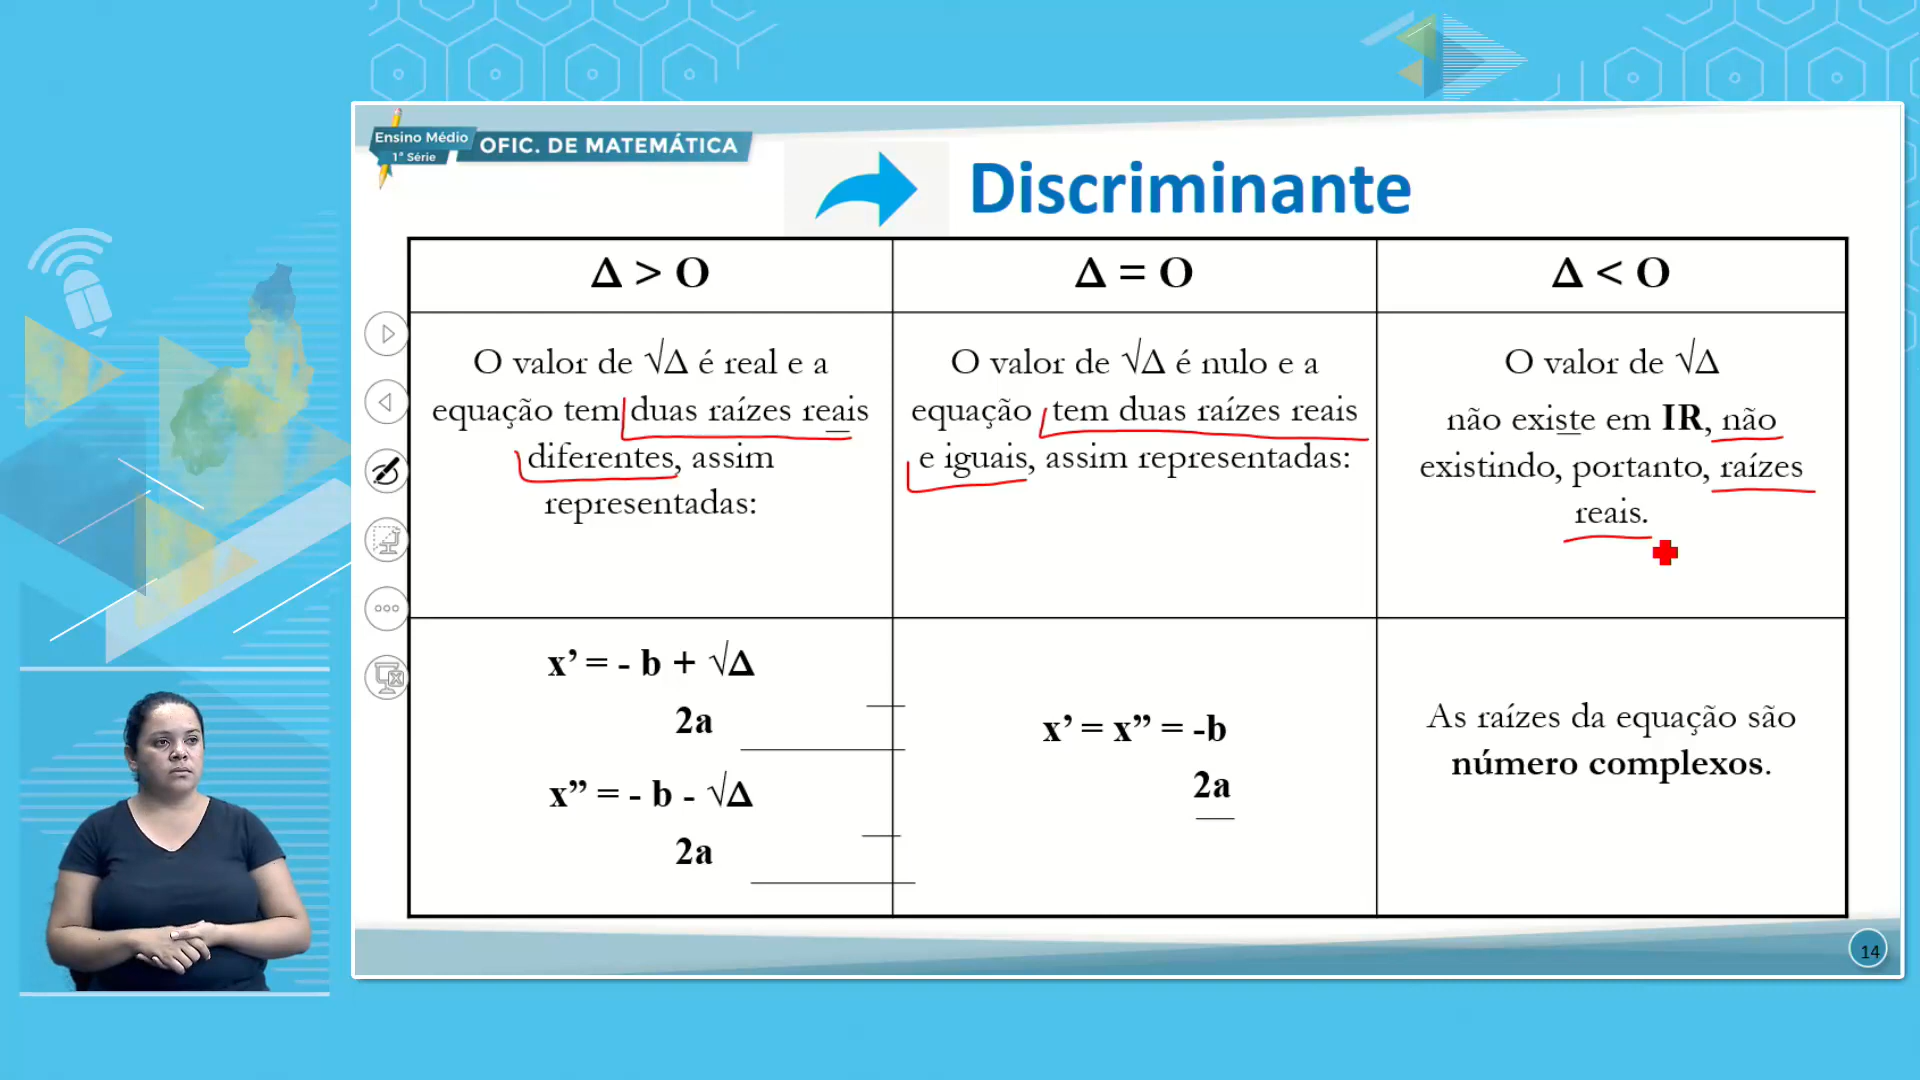 Ensino Médio
1ª Série
OFIC. DE MATEMÁTICA
Discriminante
Δ > O
Δ = O
Δ < O
O valor de √Δ é real e a
equação tem duas raízes reais
diferentes, assim
representadas:
O valor de √Δ é nulo e a
equação tem duas raízes reais
e iguais, assim representadas:
O valor de √Δ
não existe em IR, não
existindo, portanto, raízes
reais.
x’ = - b + √Δ
2a
x” = - b - √Δ
2a
x’ = x” = -b
2a
As raízes da equação são
número complexos.
14